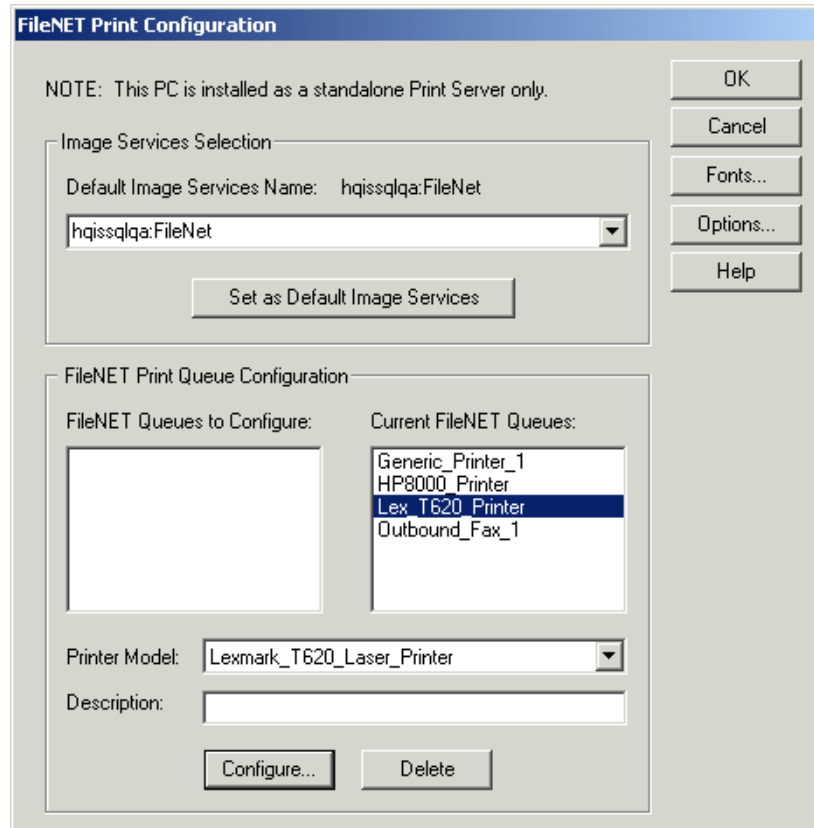 FileNET Print Configuration
NOTE: This PC is installed as a standalone Print Server only.
OK
Cancel
Fonts...
Options...
Help
Image Services Selection
Default Image Services Name: hqissqlqa:FileNet
hqissqlqa:FileNet
Set as Default Image Services
FileNET Print Queue Configuration
FileNET Queues to Configure:
Current FileNET Queues:
Generic_Printer_1
HP8000_Printer
Lex_T620_Printer
Outbound_Fax_1
Printer Model: Lexmark_T620_Laser_Printer
Description:
Configure...
Delete